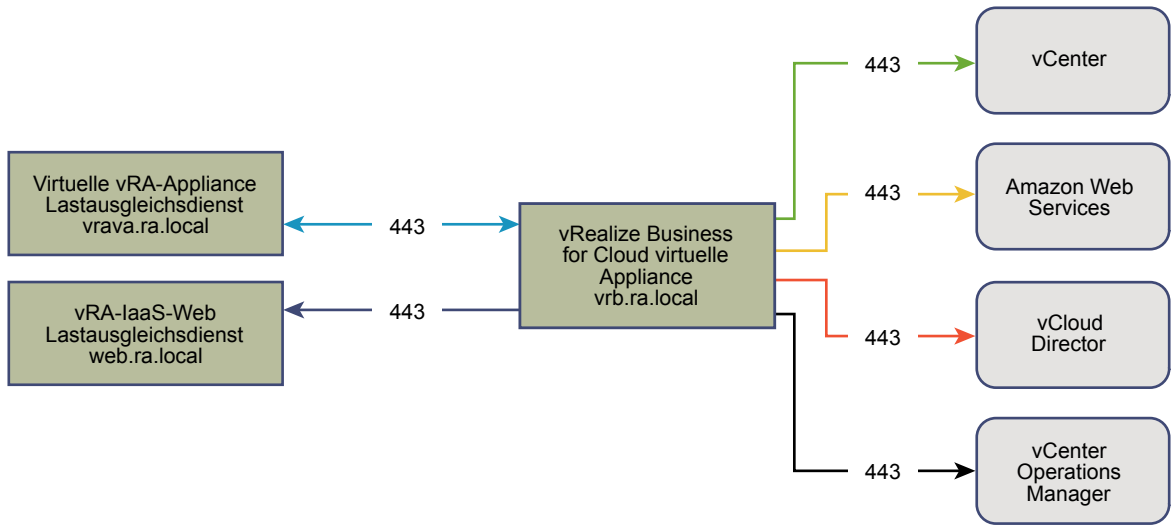 Virtuelle vRA-Appliance
Lastausgleichsdienst
vrava.ra.local
443
vRA-IaaS-Web
Lastausgleichsdienst
web.ra.local
443
vRealize Business
for Cloud virtuelle
Appliance
vrb.ra.local
443
vCenter
443
Amazon Web
Services
443
vCloud
Director
443
vCenter
Operations
Manager